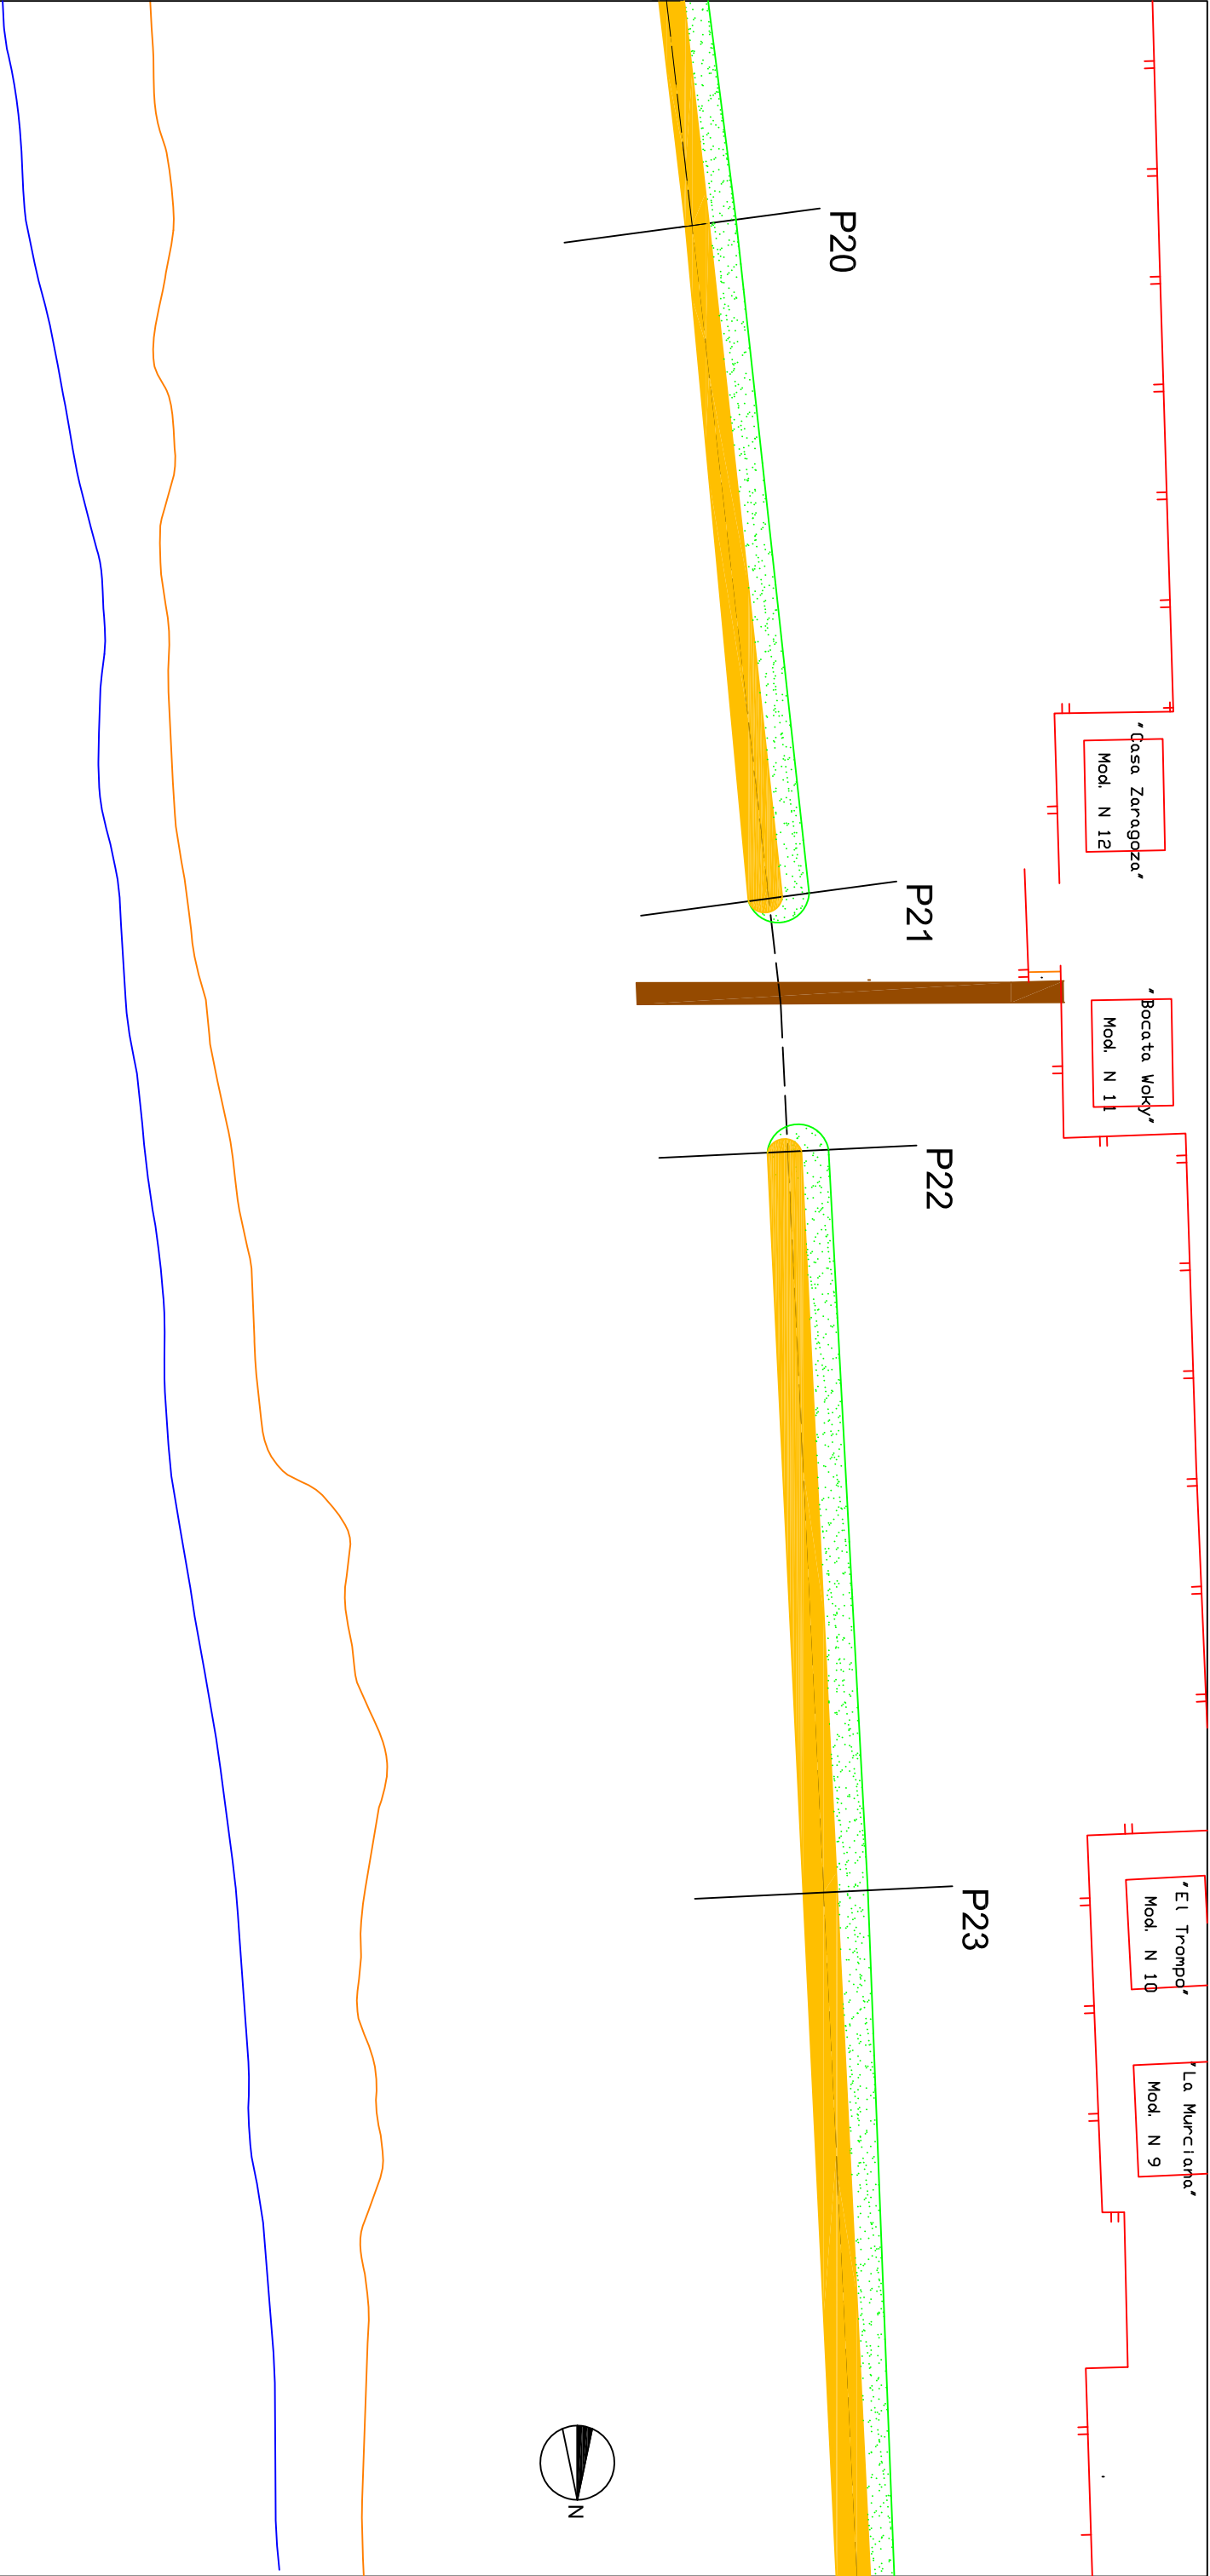 P20
"Casa Zaragoza"
Mod. N 12
P21
"Bocata Woky"
Mod. N 11
P22
"El Trompo"
Mod. N 10
P23
"La Murciana"
Mod. N 9
N